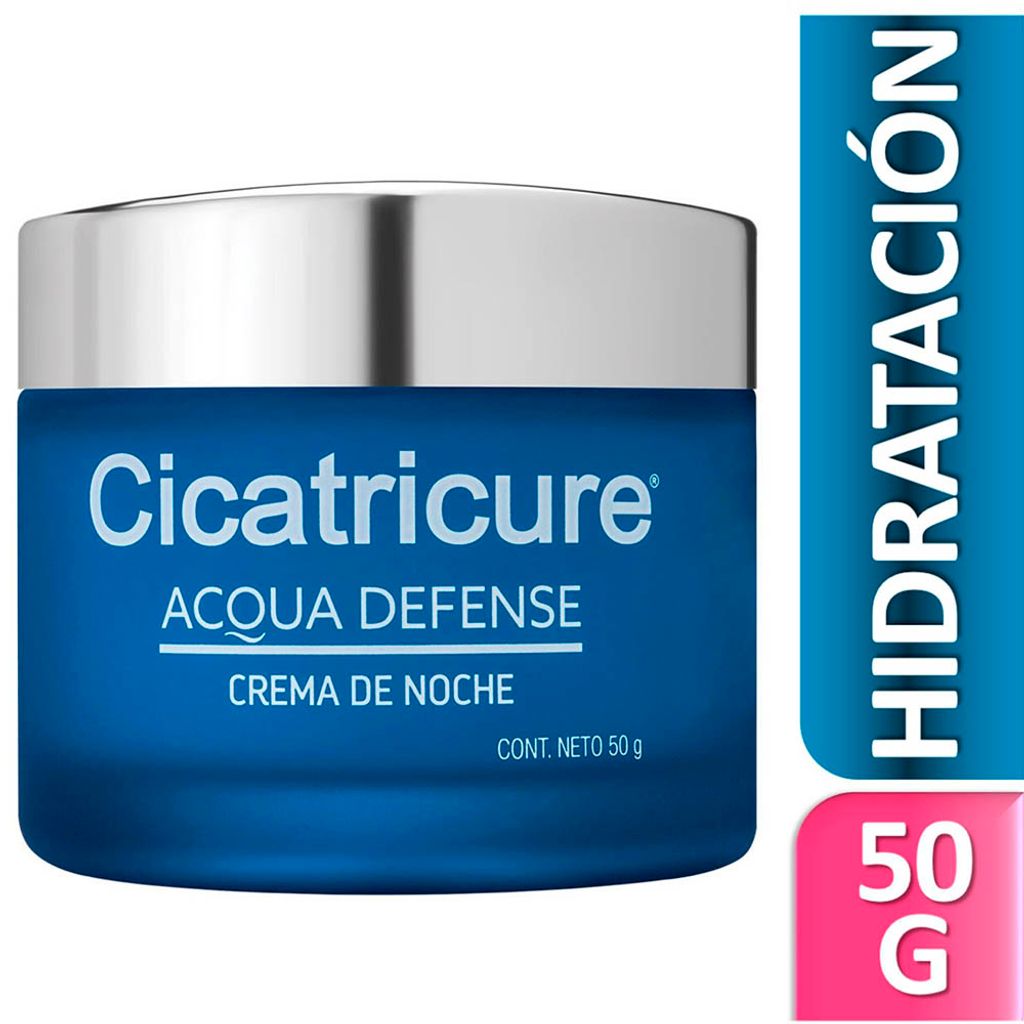 Cicatricure®
ACQUA DEFENSE
CREMA DE NOCHE
CONT. NETO 50 g
HIDRATACIÓN
50
G